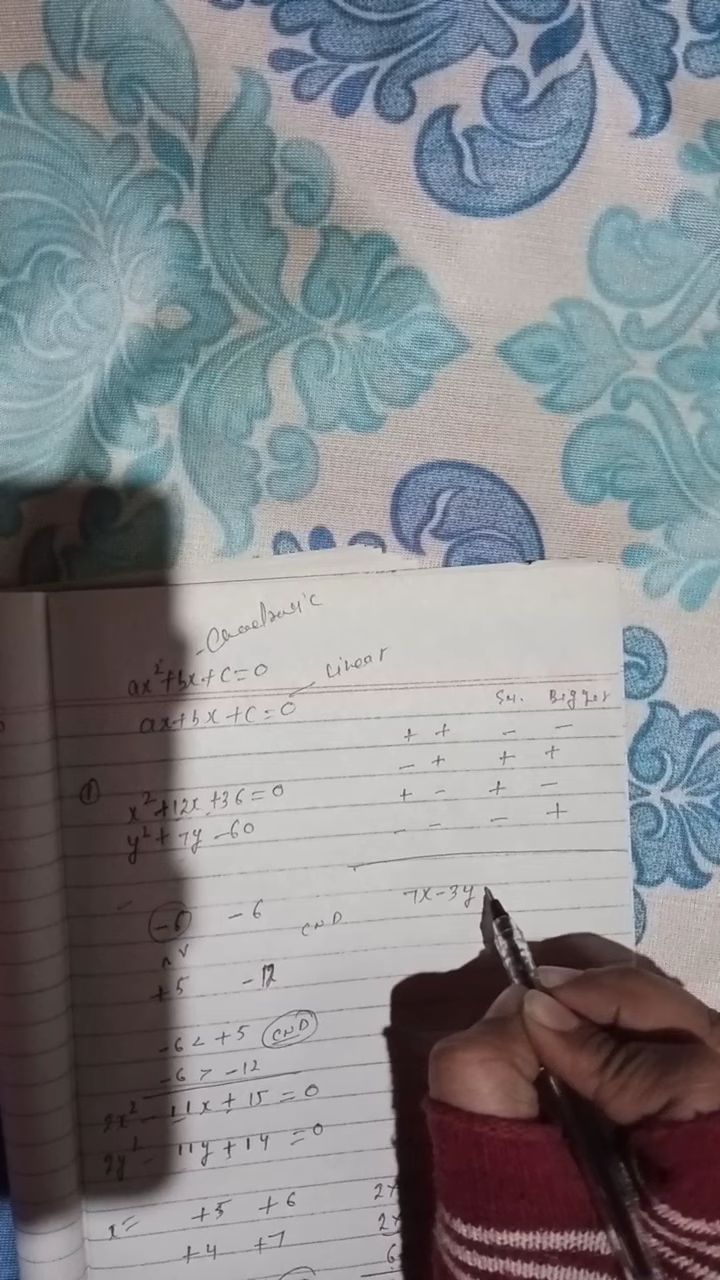 ax²+bx+c=0
Linear
ax+bx+c=0
Sm. Bigger
+ + - -
- + + +
① x²+12x+36=0
+ - + -
y²+7y-60
- - - +
7x-3y
-6 -6
CND
+5 -12
-6 < +5 CND
-6 > -12
2x²-11x+15=0
2y²-11y+14=0
x= +5 +6
+4 +7